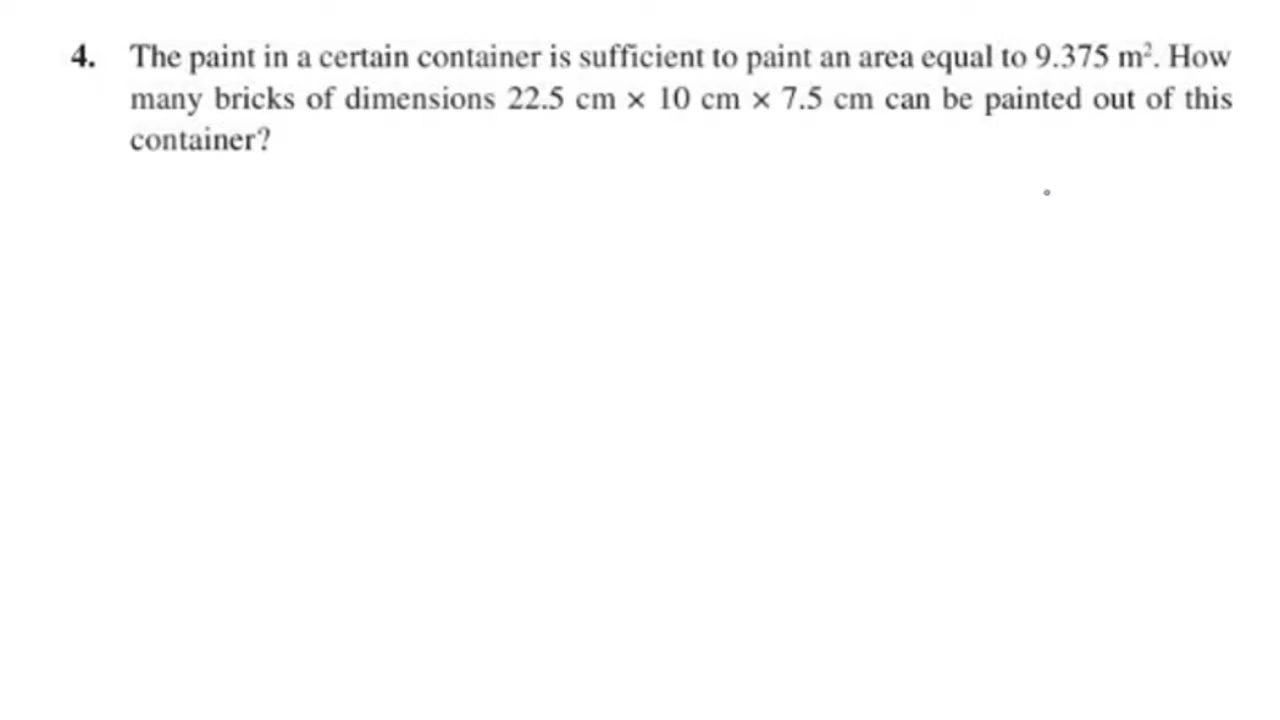 4. The paint in a certain container is sufficient to paint an area equal to 9.375 m². How
many bricks of dimensions 22.5 cm × 10 cm × 7.5 cm can be painted out of this
container?